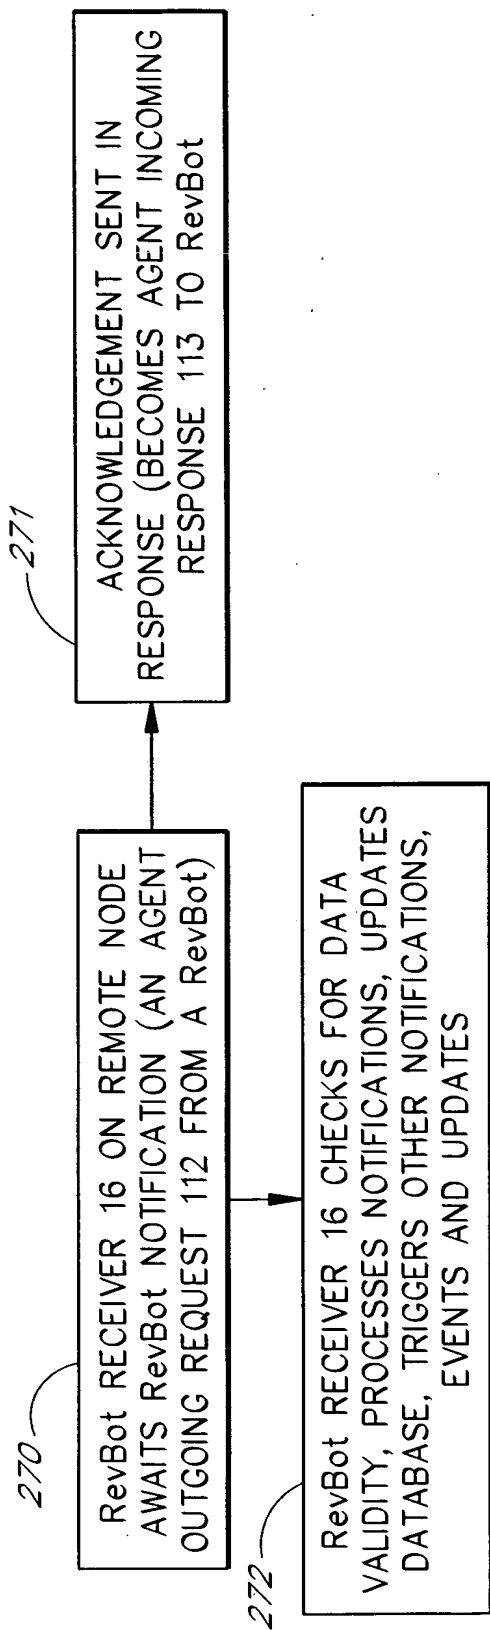 270
RevBot RECEIVER 16 ON REMOTE NODE
AWAITS RevBot NOTIFICATION (AN AGENT
OUTGOING REQUEST 112 FROM A RevBot)
271
ACKNOWLEDGEMENT SENT IN
RESPONSE (BECOMES AGENT INCOMING
RESPONSE 113 TO RevBot
272
RevBot RECEIVER 16 CHECKS FOR DATA
VALIDITY, PROCESSES NOTIFICATIONS, UPDATES
DATABASE, TRIGGERS OTHER NOTIFICATIONS,
EVENTS AND UPDATES